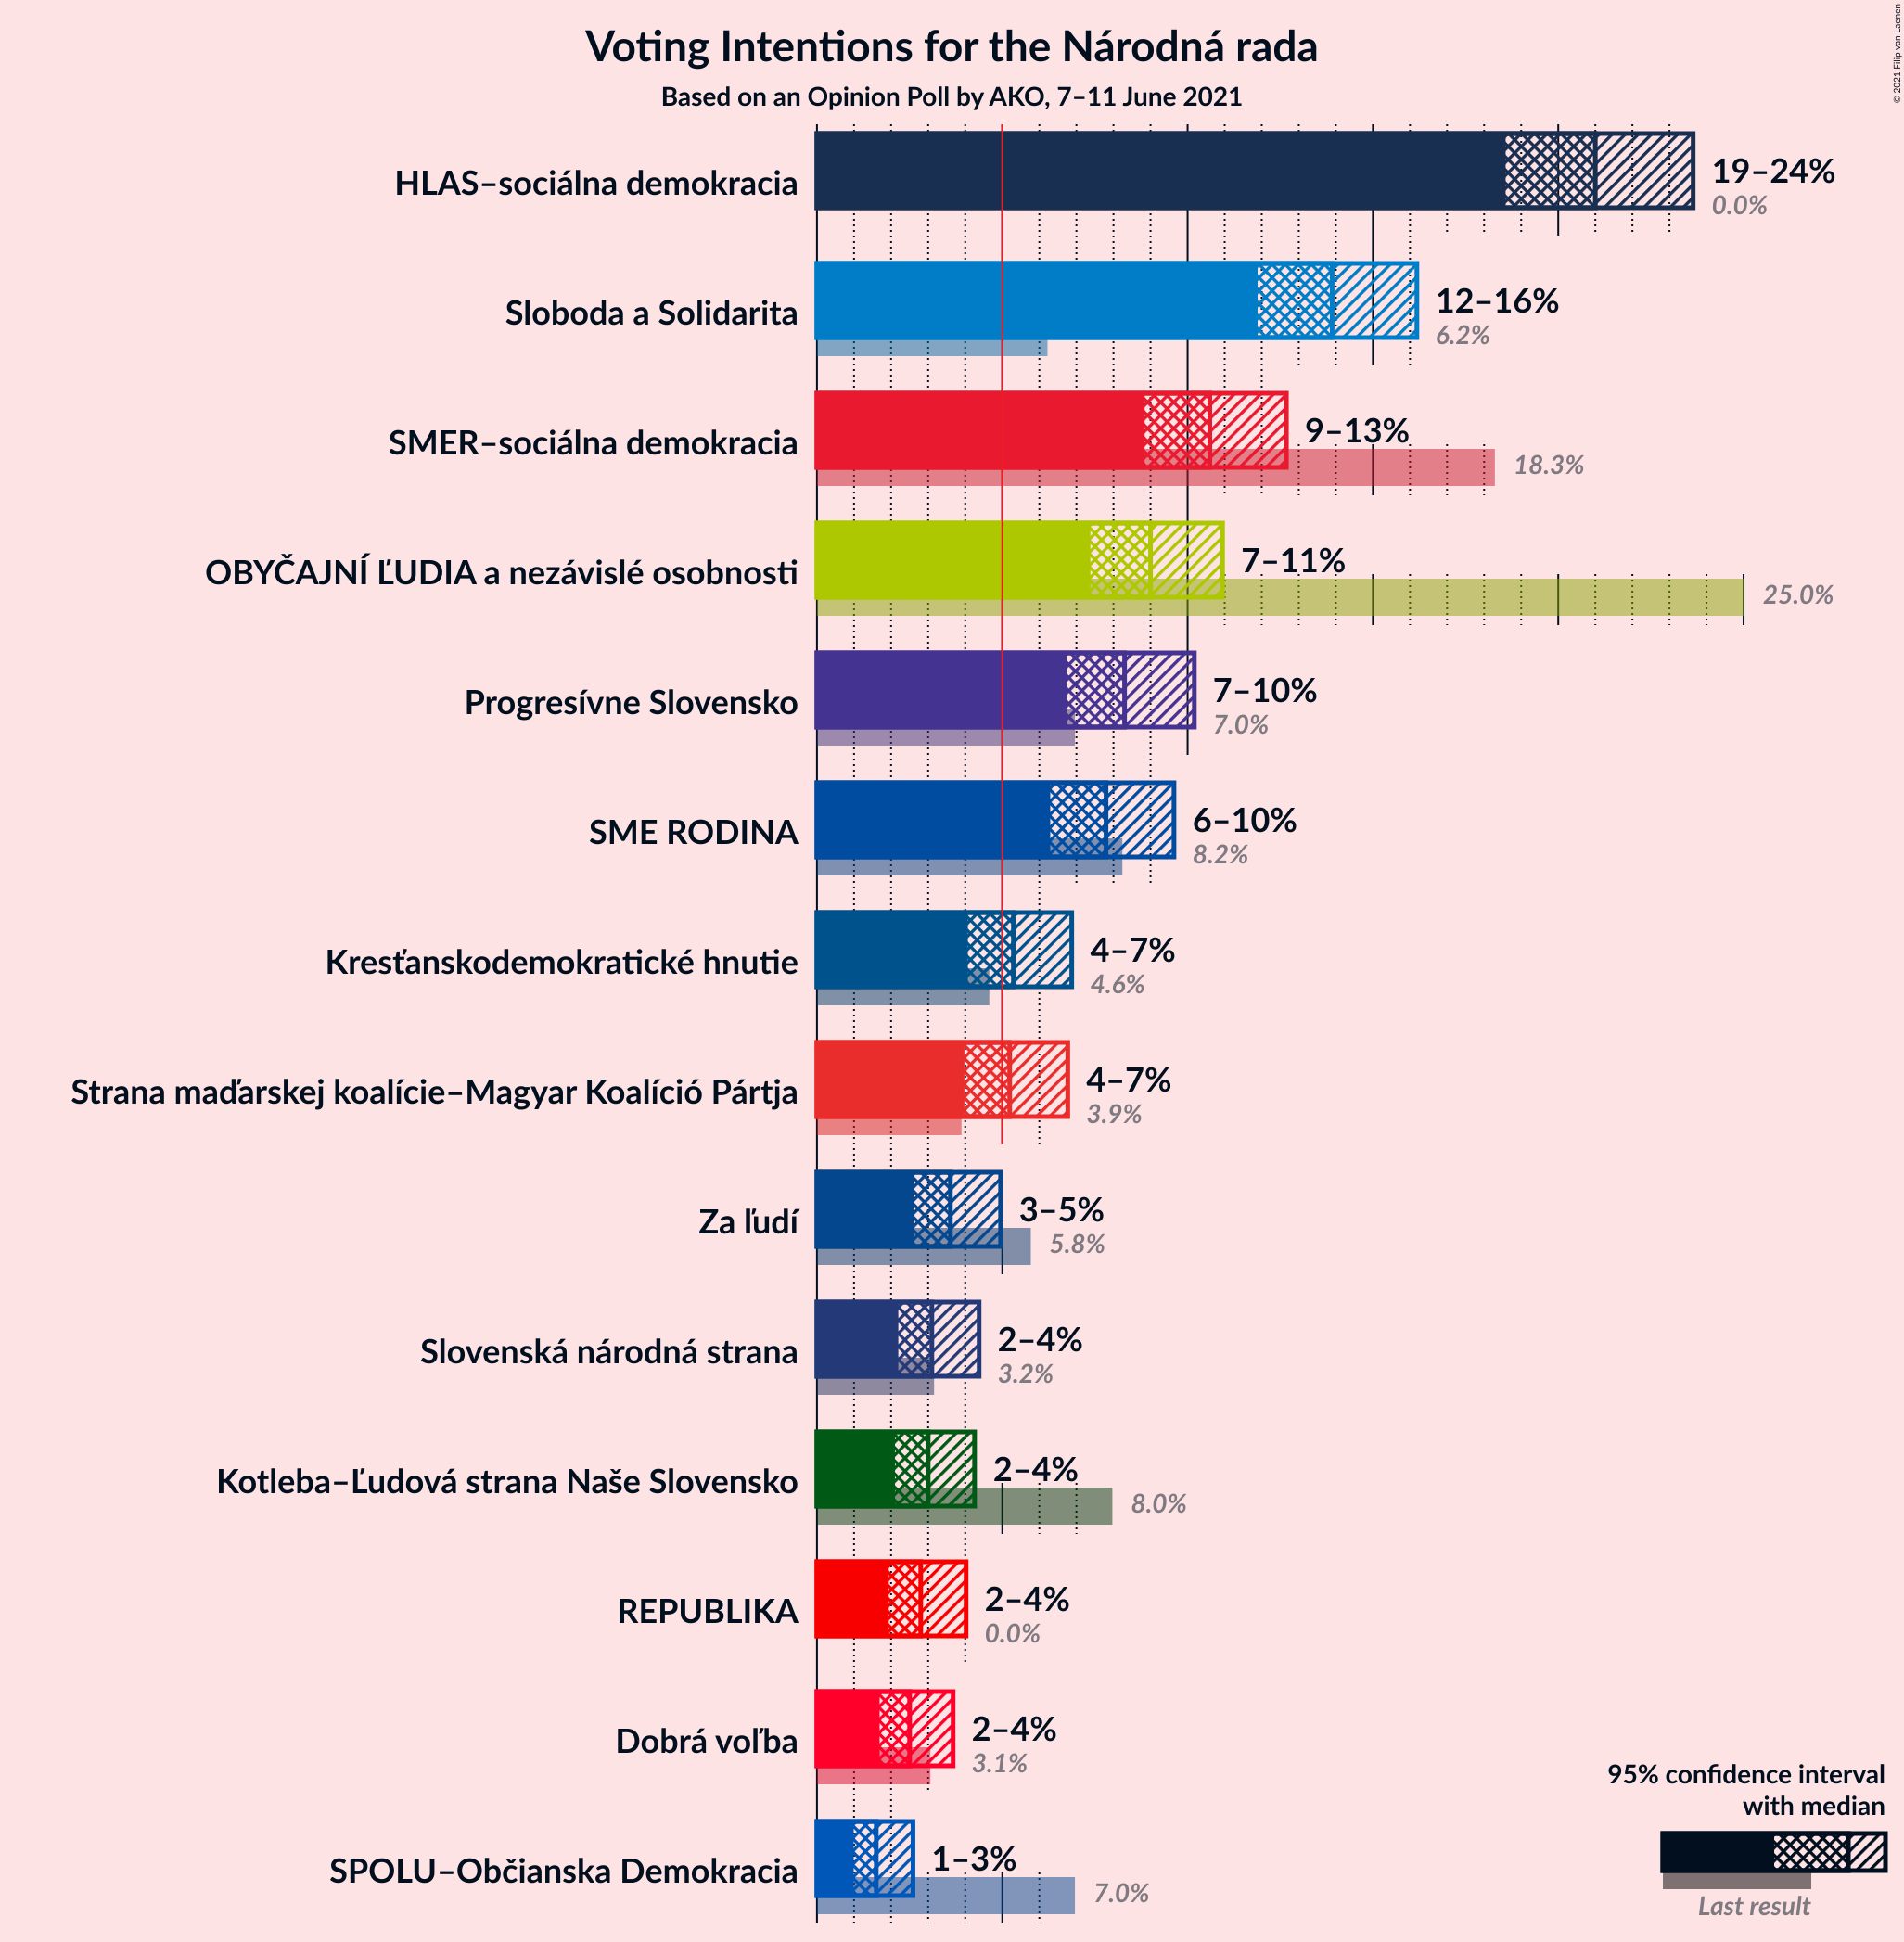 Voting Intentions for the Národná rada
Based on an Opinion Poll by AKO, 7–11 June 2021
© 2021 Filip van Laenen
HLAS–sociálna demokracia
19–24%
0.0%
Sloboda a Solidarita
12–16%
6.2%
SMER–sociálna demokracia
9–13%
18.3%
OBYČAJNÍ ĽUDIA a nezávislé osobnosti
7–11%
25.0%
Progresívne Slovensko
7–10%
7.0%
SME RODINA
6–10%
8.2%
Kresťanskodemokratické hnutie
4–7%
4.6%
Strana maďarskej koalície–Magyar Koalíció Pártja
4–7%
3.9%
Za ľudí
3–5%
5.8%
Slovenská národná strana
2–4%
3.2%
Kotleba–Ľudová strana Naše Slovensko
2–4%
8.0%
REPUBLIKA
2–4%
0.0%
Dobrá voľba
2–4%
3.1%
SPOLU–Občianska Demokracia
1–3%
7.0%
95% confidence interval
with median
Last result